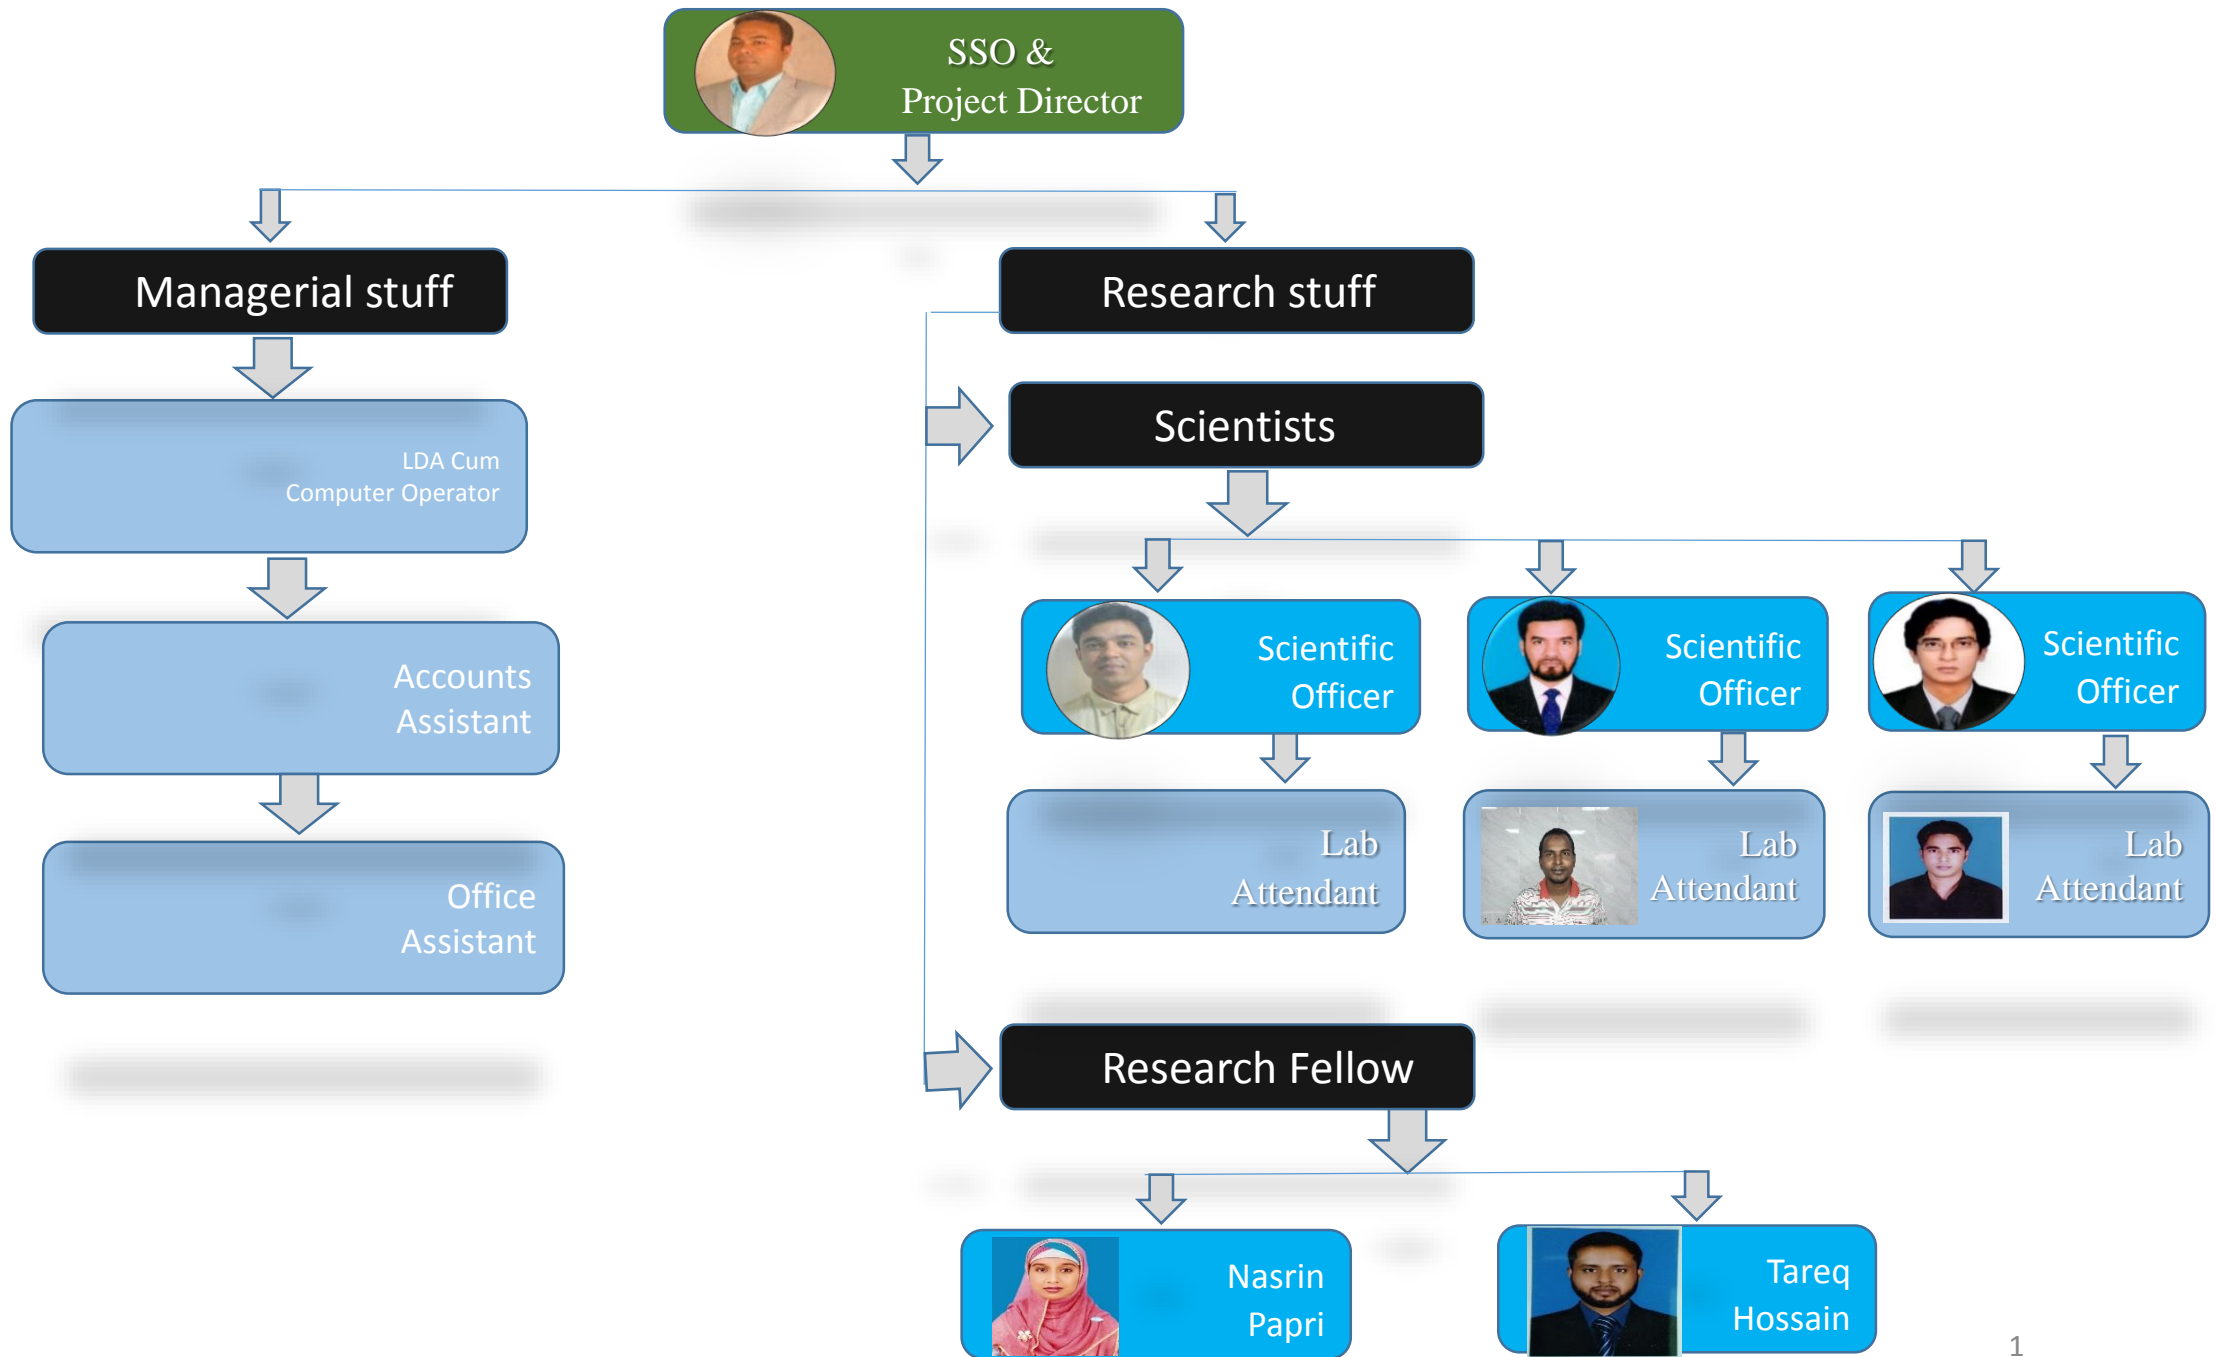 SSO &
Project Director
Managerial stuff
Research stuff
Scientists
LDA Cum
Computer Operator
Accounts
Assistant
Office
Assistant
Scientific
Officer
Scientific
Officer
Scientific
Officer
Lab
Attendant
Lab
Attendant
Lab
Attendant
Research Fellow
Nasrin
Papri
Tareq
Hossain
1